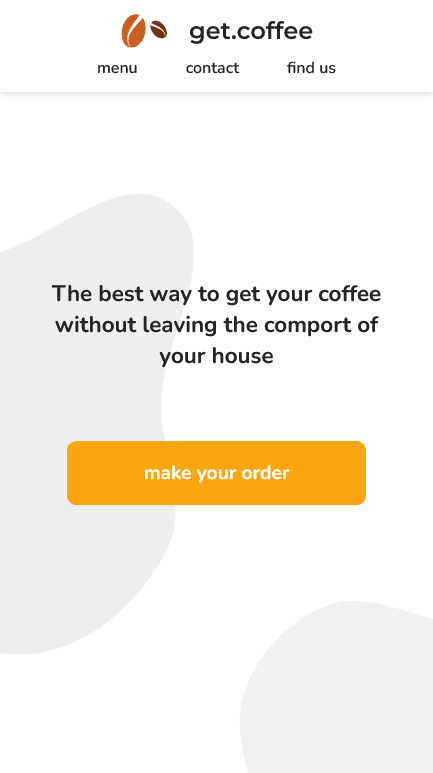 get.coffee
menu contact find us
The best way to get your coffee
without leaving the comport of
your house
make your order